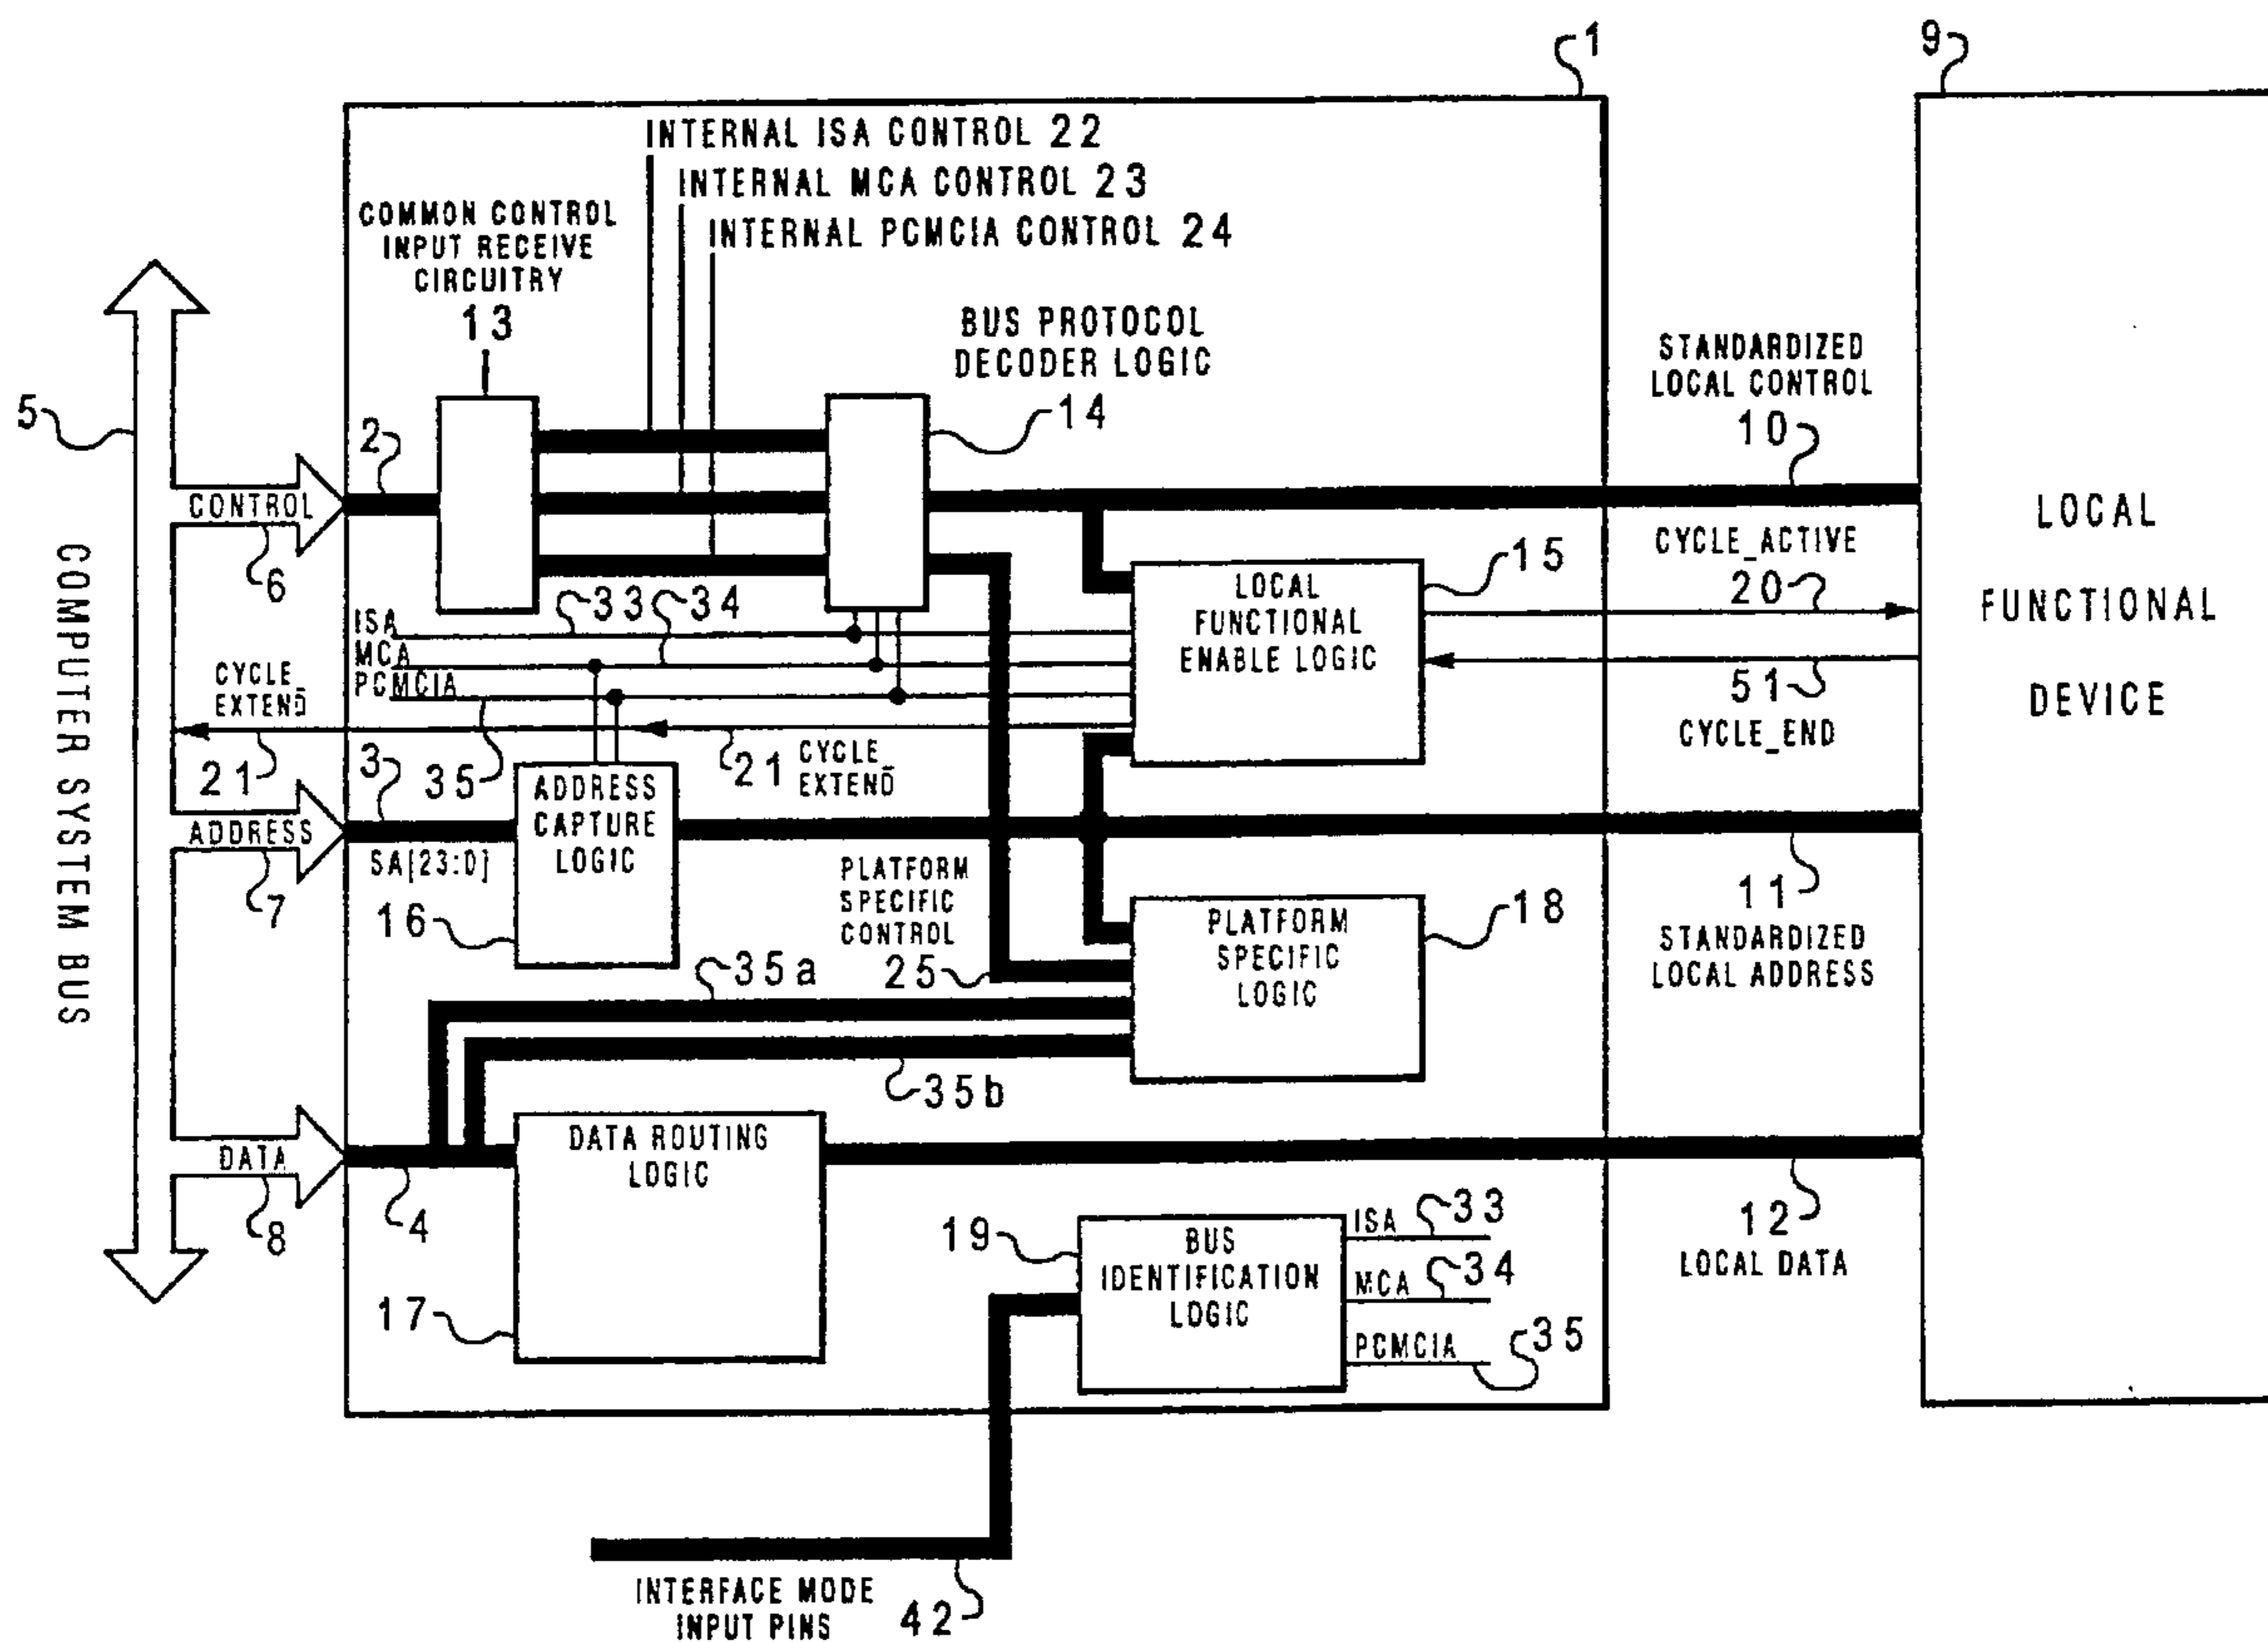 1
9
INTERNAL ISA CONTROL 22
INTERNAL MCA CONTROL 23
INTERNAL PCMCIA CONTROL 24
COMMON CONTROL
INPUT RECEIVE
CIRCUITRY
13
BUS PROTOCOL
DECODER LOGIC
14
STANDARDIZED
LOCAL CONTROL
10
5
2
CONTROL
6
COMPUTER SYSTEM BUS
LOCAL
FUNCTIONAL
DEVICE
CYCLE_ACTIVE
20
15
LOCAL
FUNCTIONAL
ENABLE LOGIC
ISA
33
34
MCA
PCMCIA
51
CYCLE_END
CYCLE_
EXTEND
21
35
21
CYCLE_
EXTEND
3
ADDRESS
7
SA[23:0]
ADDRESS
CAPTURE
LOGIC
16
PLATFORM
SPECIFIC
CONTROL
25
PLATFORM
SPECIFIC
LOGIC
18
11
STANDARDIZED
LOCAL ADDRESS
35a
35b
DATA
8
4
DATA ROUTING
LOGIC
17
12
LOCAL DATA
19
BUS
IDENTIFICATION
LOGIC
ISA 33
MCA 34
PCMCIA 35
INTERFACE MODE
INPUT PINS
42